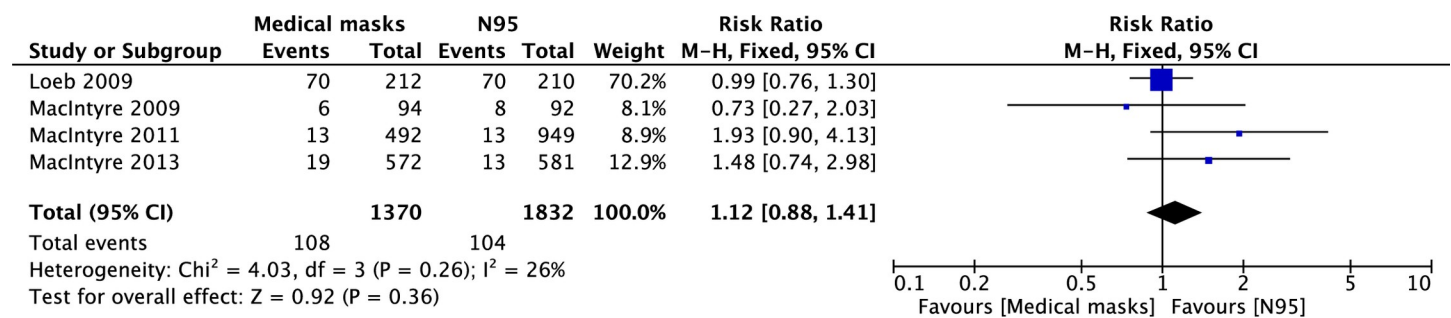 Medical masks N95 Risk Ratio Risk Ratio
Study or Subgroup Events Total Events Total Weight M-H, Fixed, 95% CI M-H, Fixed, 95% CI
Loeb 2009 70 212 70 210 70.2% 0.99 [0.76, 1.30]
MacIntyre 2009 6 94 8 92 8.1% 0.73 [0.27, 2.03]
MacIntyre 2011 13 492 13 949 8.9% 1.93 [0.90, 4.13]
MacIntyre 2013 19 572 13 581 12.9% 1.48 [0.74, 2.98]
Total (95% CI) 1370 1832 100.0% 1.12 [0.88, 1.41]
Total events 108 104
Heterogeneity: Chi² = 4.03, df = 3 (P = 0.26); I² = 26%
Test for overall effect: Z = 0.92 (P = 0.36)
0.1 0.2 0.5 1 2 5 10
Favours [Medical masks] Favours [N95]